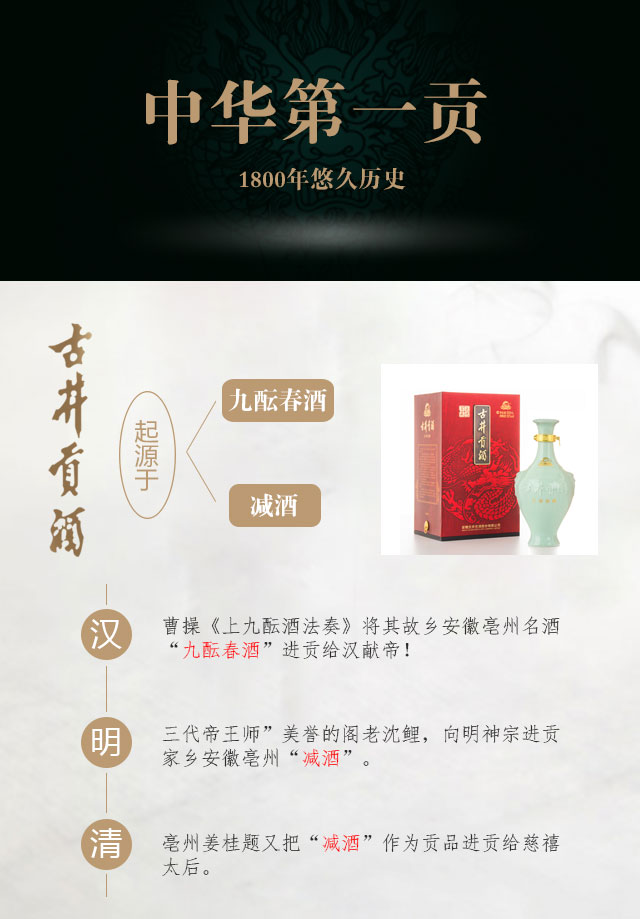 中华第一贡
1800年悠久历史
古井贡酒
起源于
九酝春酒
减酒
古井贡酒
汉
曹操《上九酝酒法奏》将其故乡安徽亳州名酒
“九酝春酒”进贡给汉献帝!
明
三代帝王师”美誉的阁老沈鲤，向明神宗进贡
家乡安徽亳州“减酒”。
清
亳州姜桂题又把“减酒”作为贡品进贡给慈禧
太后。